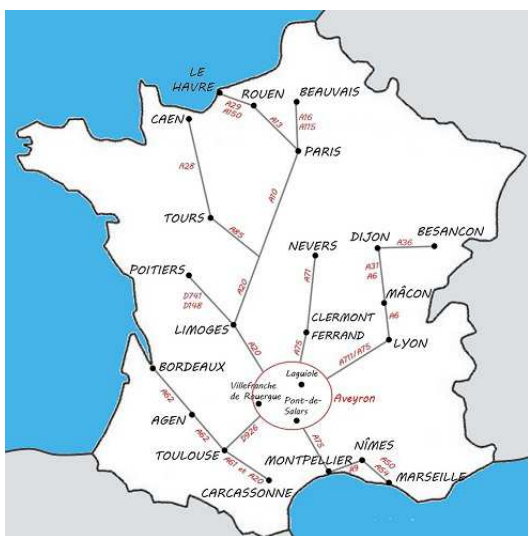 LE
HAVRE
ROUEN
BEAUVAIS
A29
A150
A13
A16
A115
CAEN
PARIS
A28
A10
TOURS
A85
NEVERS
DIJON
A36
BESANCON
POITIERS
A20
A71
A31
A6
D741
D148
MÂCON
LIMOGES
CLERMONT
FERRAND
A6
A75
LYON
A20
A711/A75
BORDEAUX
Laguiole
Villefranche
de Rouergue
Aveyron
Pont-de-
Salars
A62
AGEN
D926
A62
A75
TOULOUSE
NÎMES
MONTPELLIER
A50
A54
A9
A61 et A20
MARSEILLE
CARCASSONNE